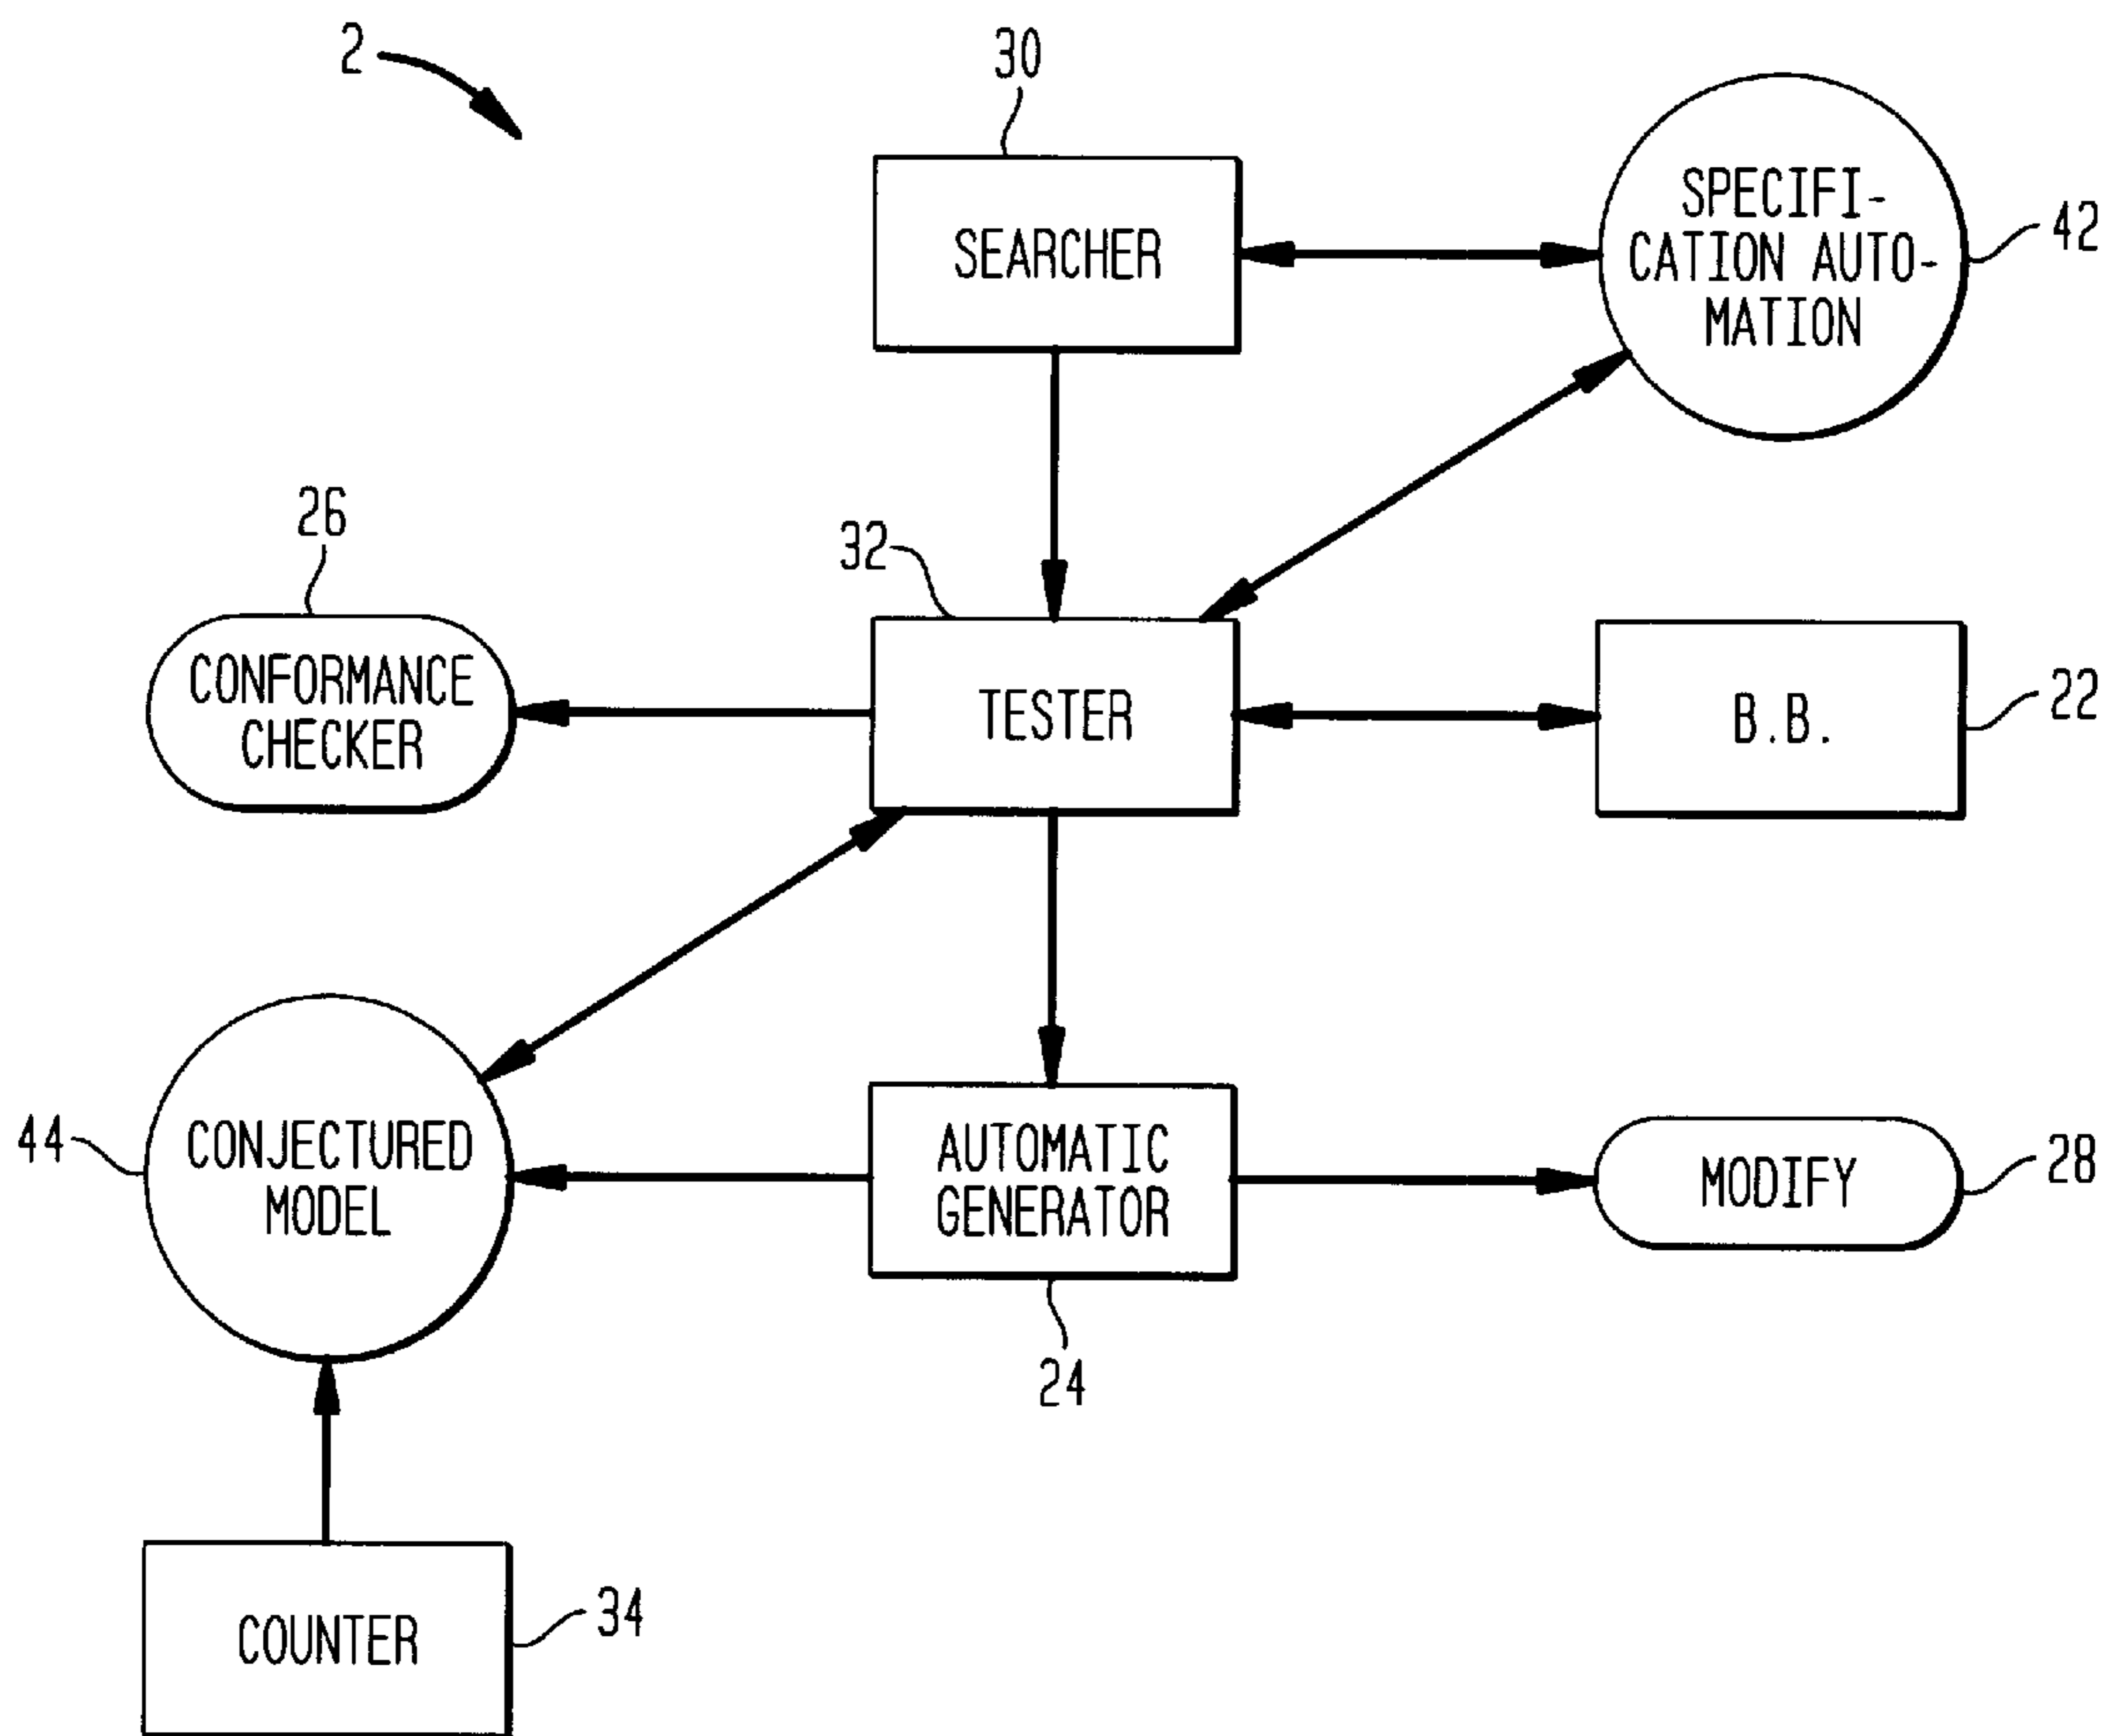 2
30
SEARCHER
SPECIFI-
CATION AUTO-
MATION
42
26
CONFORMANCE
CHECKER
32
TESTER
B.B.
22
44
CONJECTURED
MODEL
AUTOMATIC
GENERATOR
24
MODIFY
28
COUNTER
34